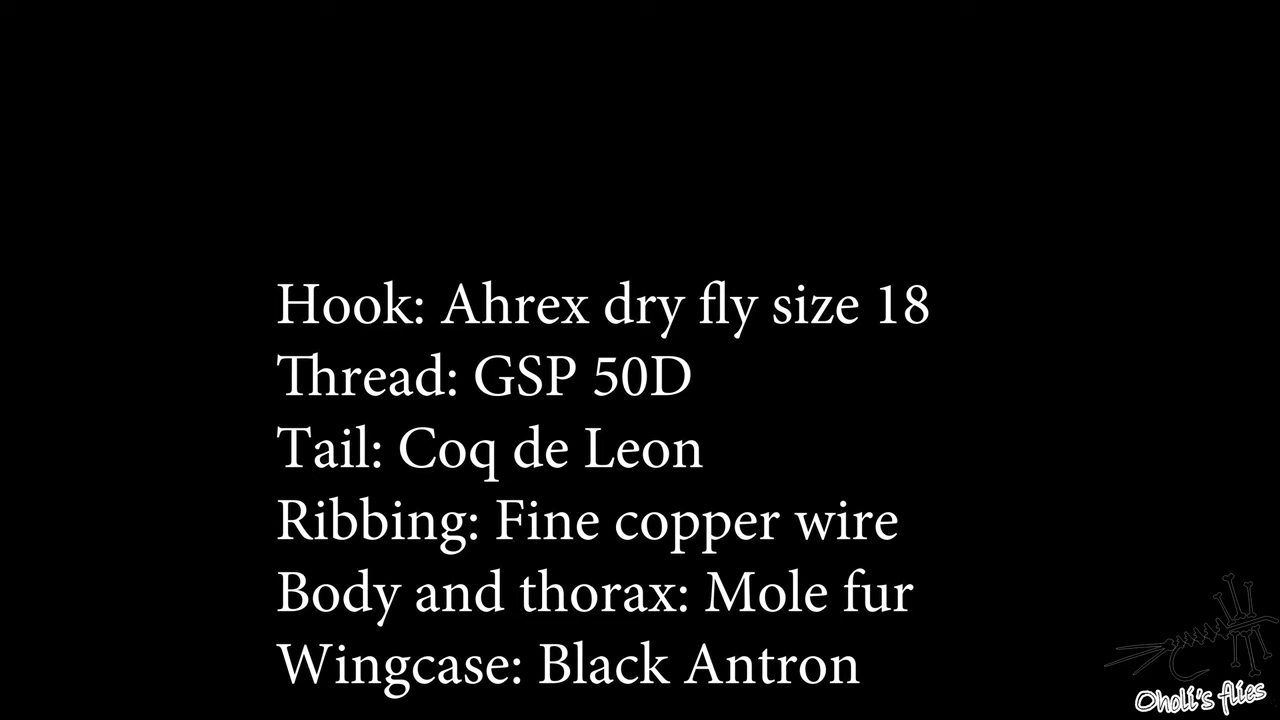 Hook: Ahrex dry fly size 18
Thread: GSP 50D
Tail: Coq de Leon
Ribbing: Fine copper wire
Body and thorax: Mole fur
Wingcase: Black Antron
Oholi's flies